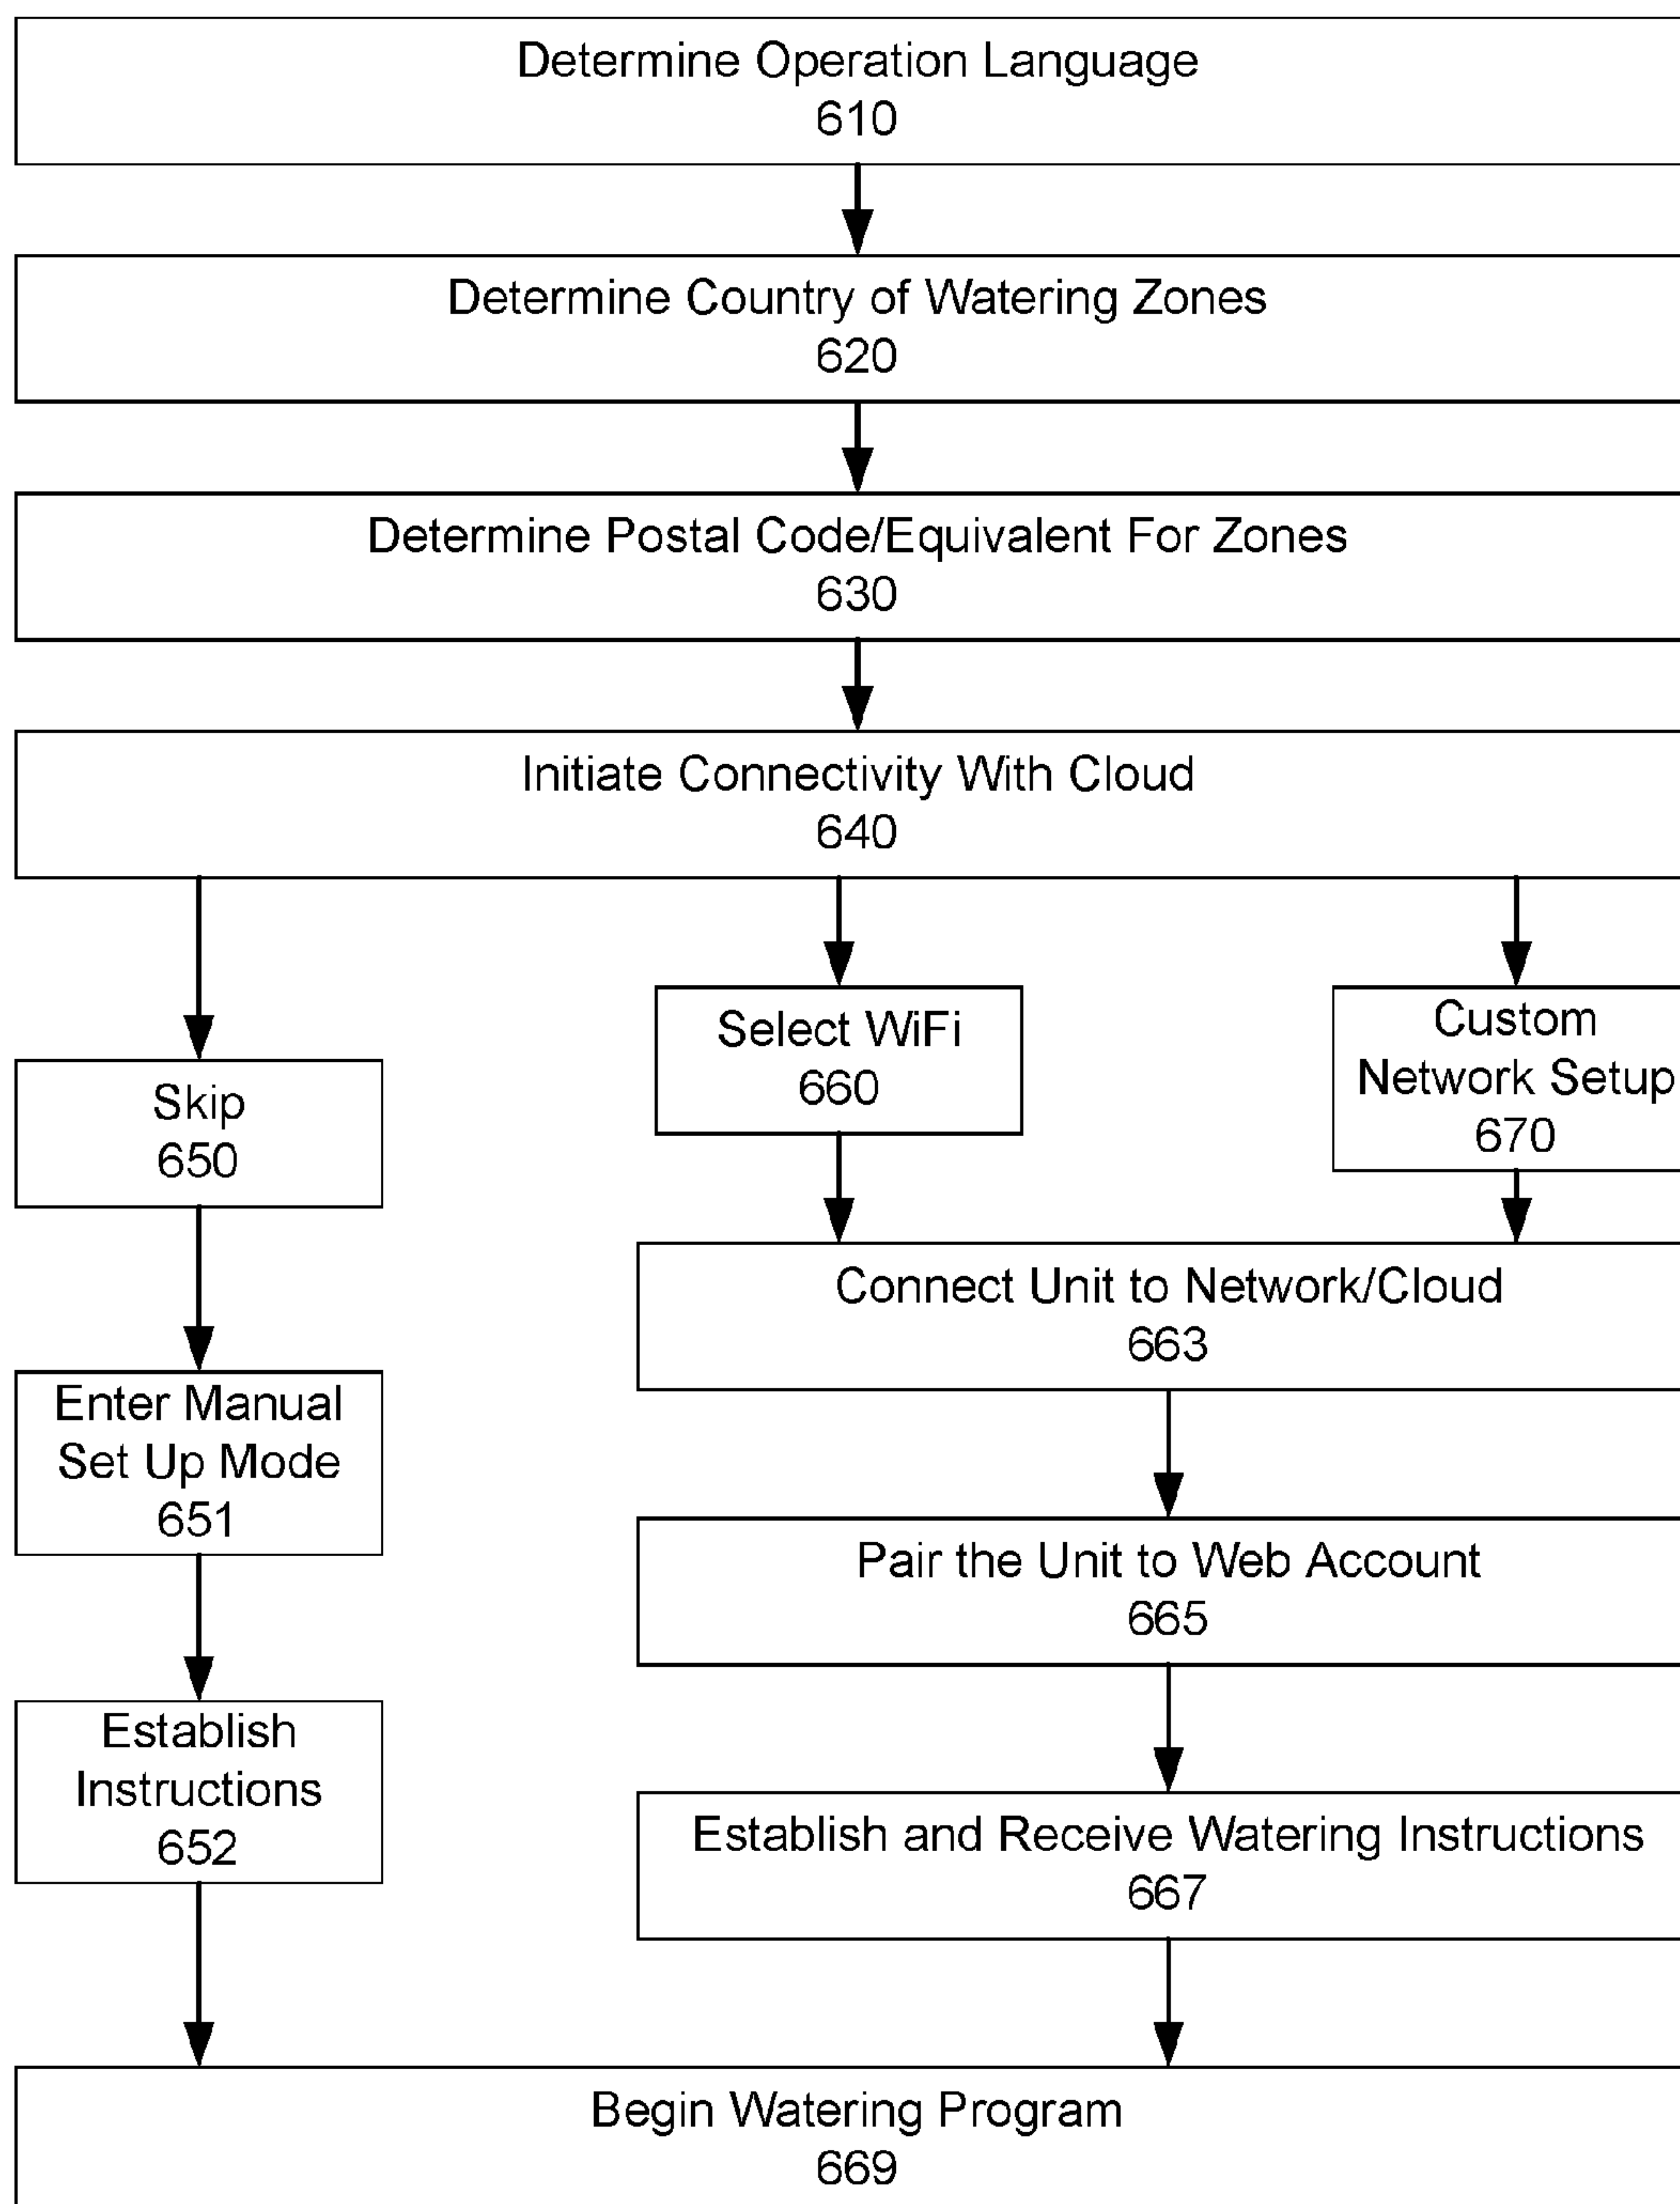 Determine Operation Language
610
Determine Country of Watering Zones
620
Determine Postal Code/Equivalent For Zones
630
Initiate Connectivity With Cloud
640
Skip
650
Enter Manual
Set Up Mode
651
Establish
Instructions
652
Select WiFi
660
Custom
Network Setup
670
Connect Unit to Network/Cloud
663
Pair the Unit to Web Account
665
Establish and Receive Watering Instructions
667
Begin Watering Program
669